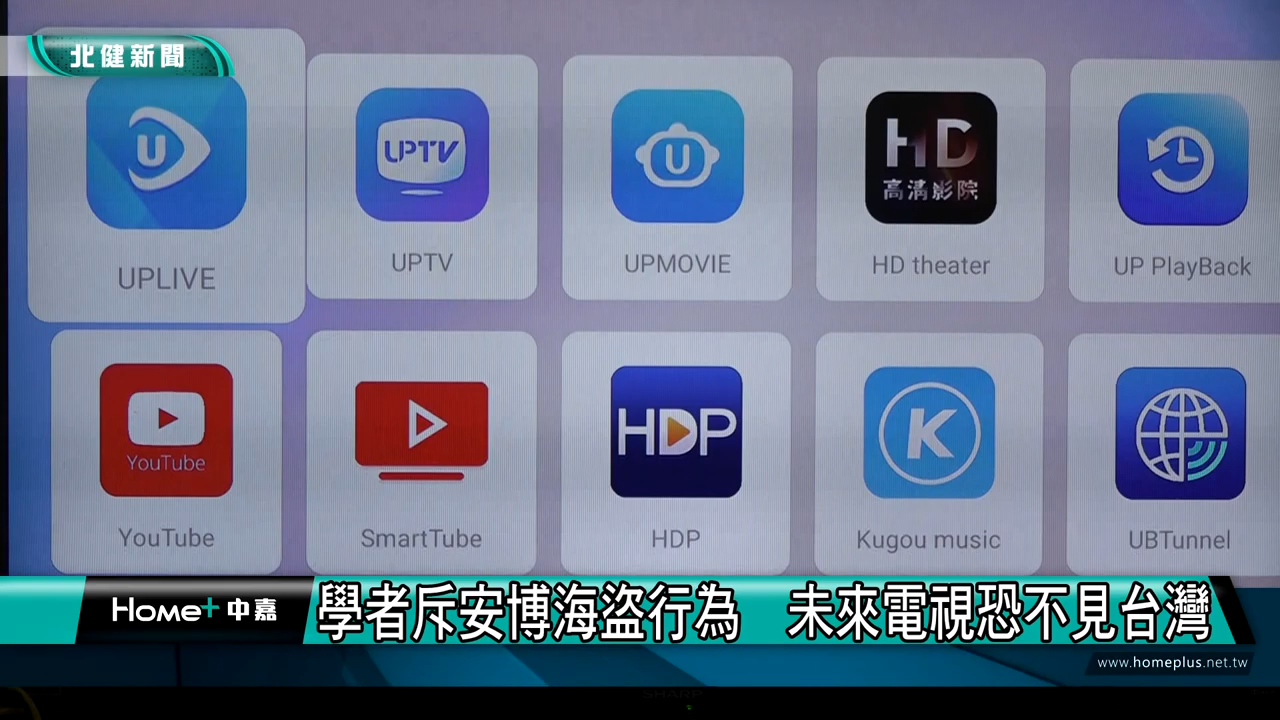 北健新聞
U
UPTV
U
HD
高清影院
UPLIVE
UPTV
UPMOVIE
HD theater
UP PlayBack
YouTube
HDP
K
YouTube
SmartTube
HDP
Kugou music
UBTunnel
Home+ 中嘉
學者斥安博海盜行為 未來電視恐不見台灣
www.homeplus.net.tw
SHARP